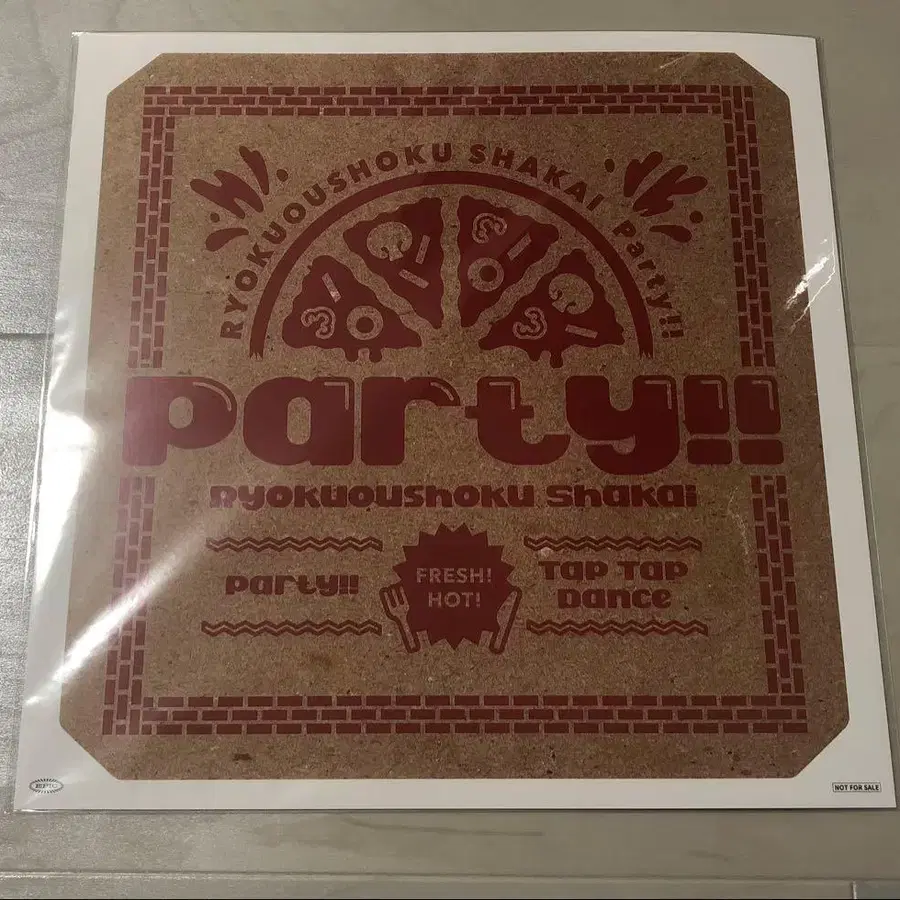 RYOKUOUSHOKU SHAKAI Party!!
Party!!
Ryokuoushoku Shakai
Party!!
FRESH!
HOT!
Tap Tap
Dance
NOT FOR SALE